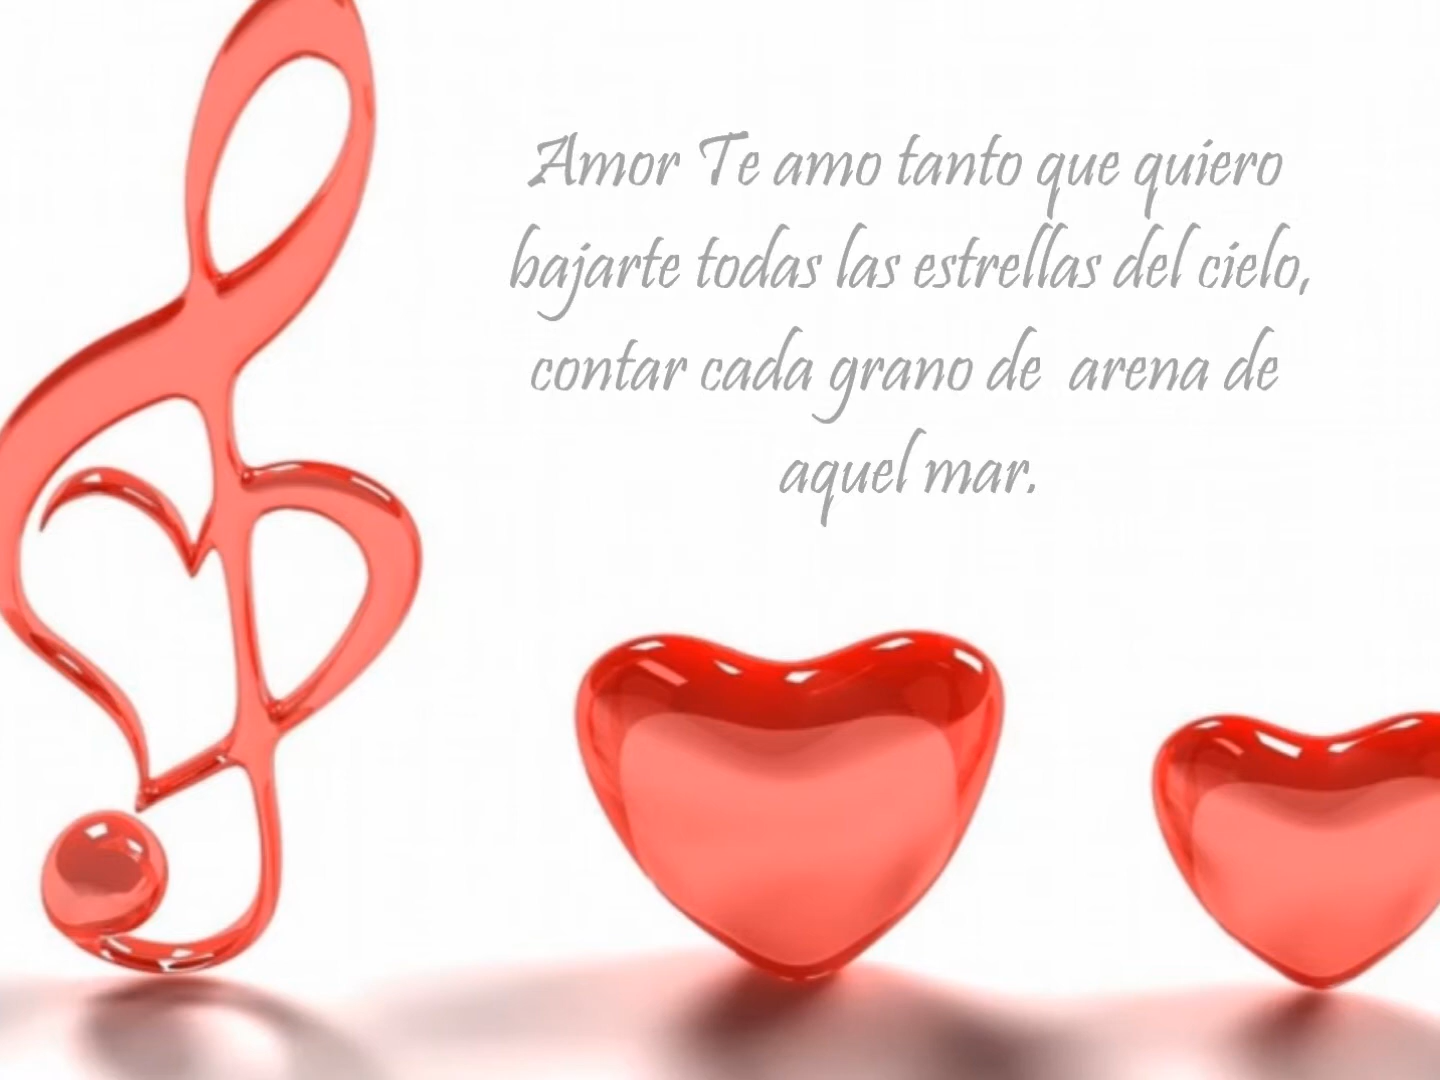 Amor Te amo tanto que quiero
bajarte todas las estrellas del cielo,
contar cada grano de  arena de
aquel mar.